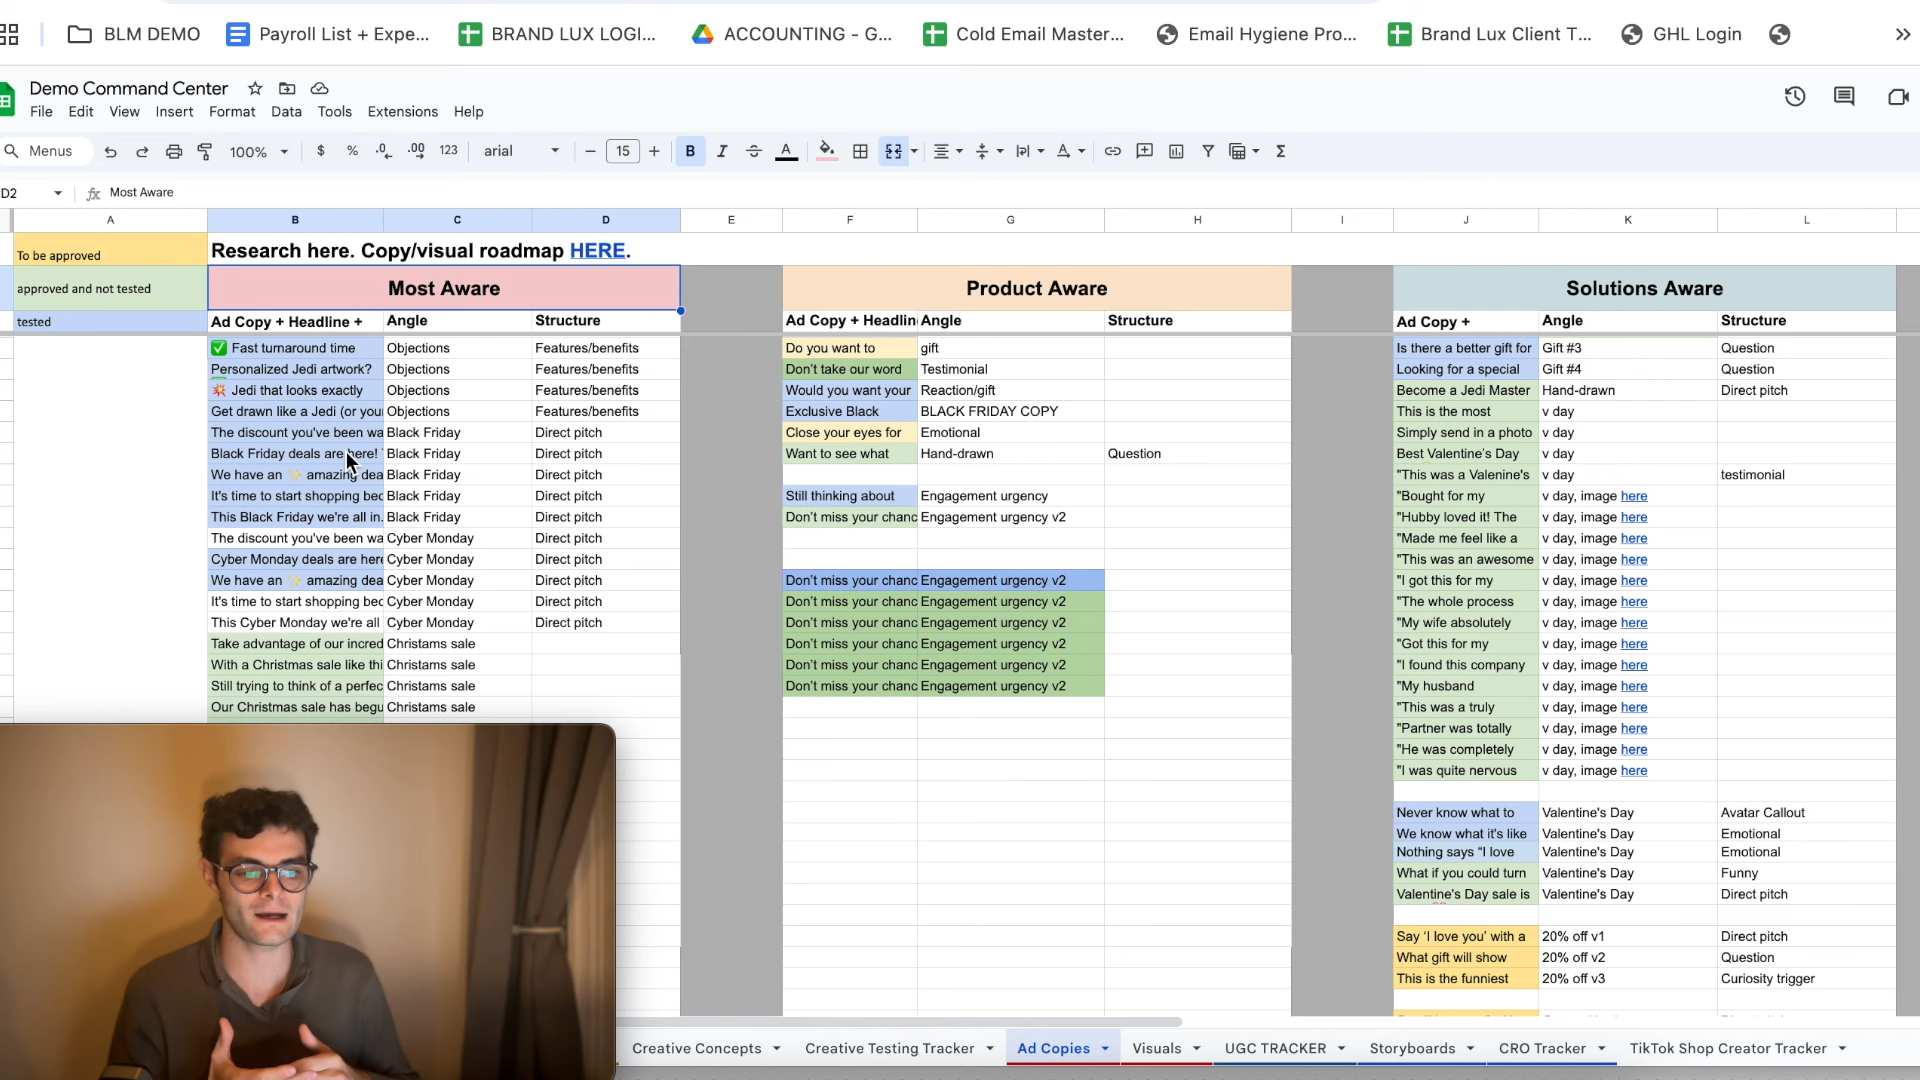 BLM DEMO
Payroll List + Expe...
BRAND LUX LOGI...
ACCOUNTING - G...
Cold Email Master...
Email Hygiene Pro...
Brand Lux Client T...
GHL Login
Demo Command Center
File Edit View Insert Format Data Tools Extensions Help
Menus 100% $ % .0 .00 123 arial 15 B I A
D2 fx Most Aware
A B C D E F G H I J K L
To be approved
Research here. Copy/visual roadmap HERE.
approved and not tested
Most Aware
Product Aware
Solutions Aware
tested
Ad Copy + Headline + Angle Structure
Ad Copy + Headlin Angle Structure
Ad Copy + Angle Structure
✅ Fast turnaround time Objections Features/benefits
Do you want to gift
Is there a better gift for Gift #3 Question
Personalized Jedi artwork? Objections Features/benefits
Don't take our word Testimonial
Looking for a special Gift #4 Question
💥 Jedi that looks exactly Objections Features/benefits
Would you want your Reaction/gift
Become a Jedi Master Hand-drawn Direct pitch
Get drawn like a Jedi (or you Objections Features/benefits
Exclusive Black BLACK FRIDAY COPY
This is the most v day
The discount you've been wa Black Friday Direct pitch
Close your eyes for Emotional
Simply send in a photo v day
Black Friday deals are here! Black Friday Direct pitch
Want to see what Hand-drawn Question
Best Valentine's Day v day
We have an ✨ amazing dea Black Friday Direct pitch
"This was a Valenine's v day testimonial
It's time to start shopping bec Black Friday Direct pitch
Still thinking about Engagement urgency
"Bought for my v day, image here
This Black Friday we're all in. Black Friday Direct pitch
Don't miss your chanc Engagement urgency v2
"Hubby loved it! The v day, image here
The discount you've been wa Cyber Monday Direct pitch
"Made me feel like a v day, image here
Cyber Monday deals are here Cyber Monday Direct pitch
"This was an awesome v day, image here
We have an ✨ amazing dea Cyber Monday Direct pitch
Don't miss your chanc Engagement urgency v2
"I got this for my v day, image here
It's time to start shopping bec Cyber Monday Direct pitch
Don't miss your chanc Engagement urgency v2
"The whole process v day, image here
This Cyber Monday we're all Cyber Monday Direct pitch
Don't miss your chanc Engagement urgency v2
"My wife absolutely v day, image here
Take advantage of our incred Christams sale
Don't miss your chanc Engagement urgency v2
"Got this for my v day, image here
With a Christmas sale like thi Christams sale
Don't miss your chanc Engagement urgency v2
"I found this company v day, image here
Still trying to think of a perfec Christams sale
Don't miss your chanc Engagement urgency v2
"My husband v day, image here
Our Christmas sale has begu Christams sale
"This was a truly v day, image here
"Partner was totally v day, image here
"He was completely v day, image here
"I was quite nervous v day, image here
Never know what to Valentine's Day Avatar Callout
We know what it's like Valentine's Day Emotional
Nothing says "I love Valentine's Day Emotional
What if you could turn Valentine's Day Funny
Valentine's Day sale is Valentine's Day Direct pitch
Say 'I love you' with a 20% off v1 Direct pitch
What gift will show 20% off v2 Question
This is the funniest 20% off v3 Curiosity trigger
Creative Concepts Creative Testing Tracker Ad Copies Visuals UGC TRACKER Storyboards CRO Tracker TikTok Shop Creator Tracker